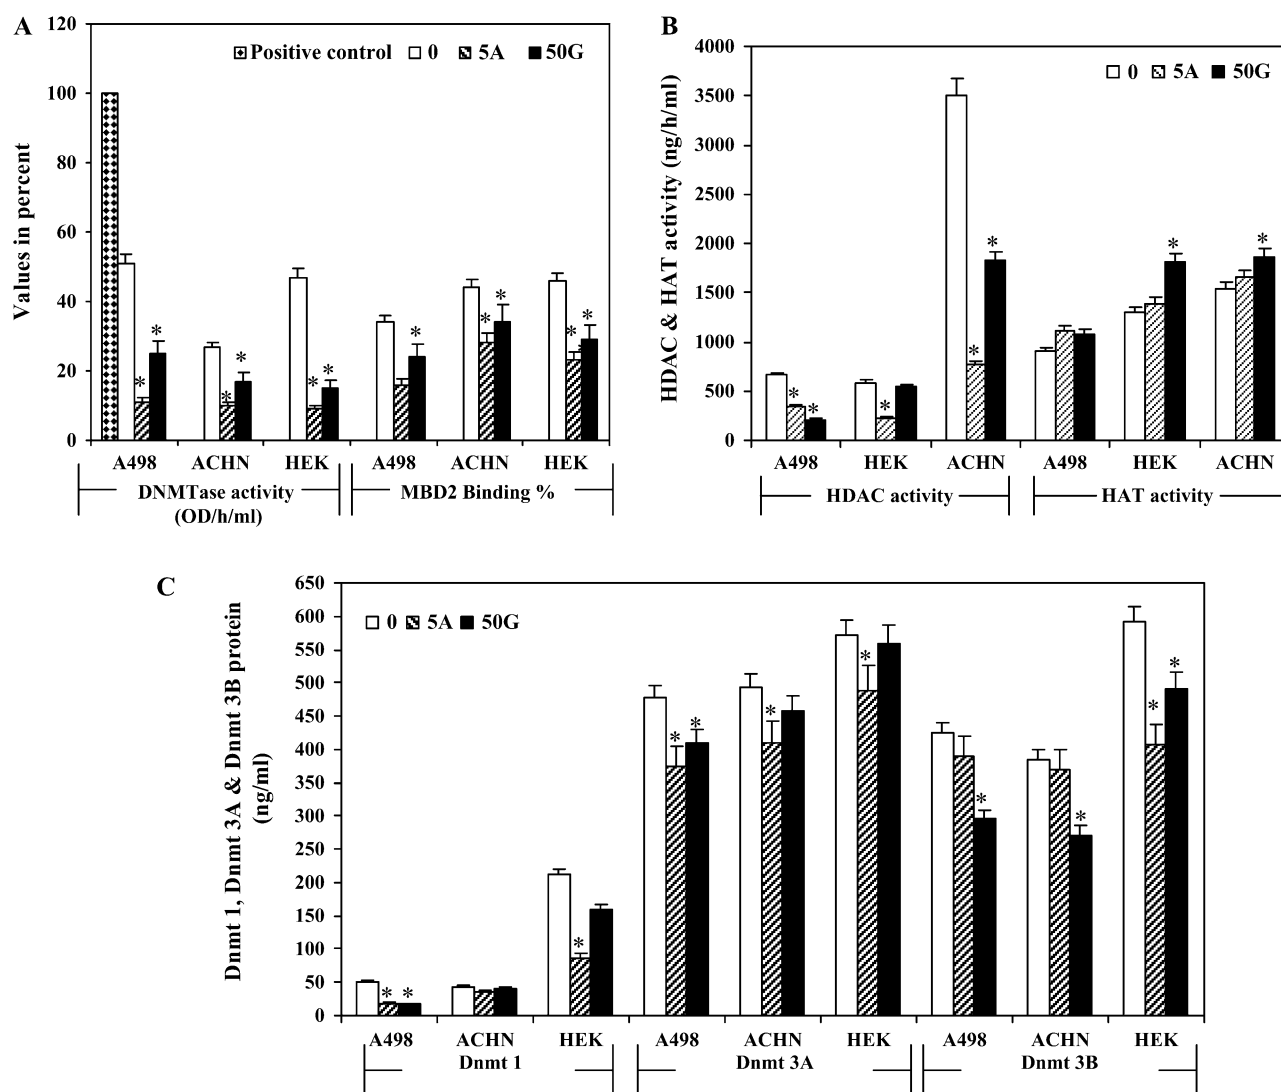 A
Values in percent
120
100
80
60
40
20
0
Positive control 0 5A 50G
* * * * * * * * * * *
A498 ACHN HEK A498 ACHN HEK
DNMTase activity MBD2 Binding %
(OD/h/ml)
B
HDAC & HAT activity (ng/h/ml)
4000
3500
3000
2500
2000
1500
1000
500
0
0 5A 50G
* * * * * * *
A498 HEK ACHN A498 HEK ACHN
HDAC activity HAT activity
C
Dnmt 1, Dnmt 3A & Dnmt 3B protein
(ng/ml)
650
600
550
500
450
400
350
300
250
200
150
100
50
0
0 5A 50G
* * * * * * * * * * *
A498 ACHN HEK A498 ACHN HEK A498 ACHN HEK
Dnmt 1 Dnmt 3A Dnmt 3B